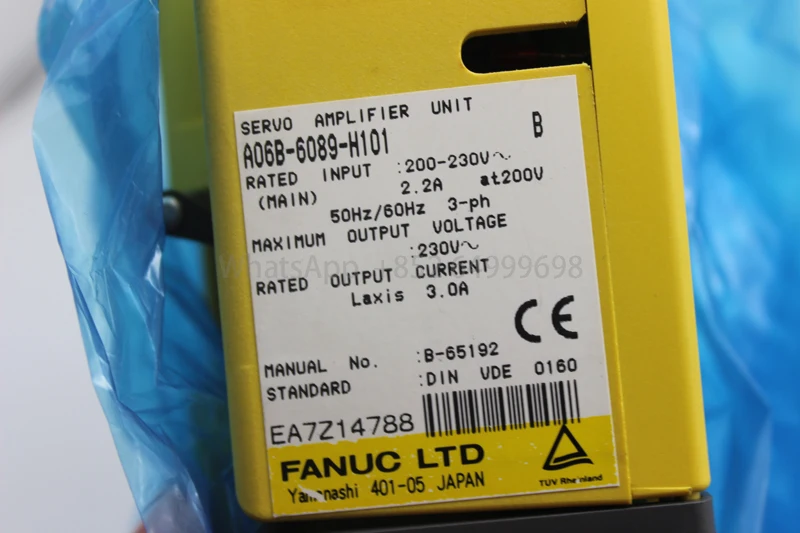 SERVO AMPLIFIER UNIT
A06B-6089-H101 B
RATED INPUT :200-230V~
(MAIN) 2.2A at200V
50Hz/60Hz 3-ph
MAXIMUM OUTPUT VOLTAGE
:230V~
RATED OUTPUT CURRENT
Laxis 3.0A
CE
MANUAL No. :B-65192
STANDARD :DIN VDE 0160
EA7Z14788
FANUC LTD
Yamanashi 401-05 JAPAN
TUV Rheinland
WhatsApp